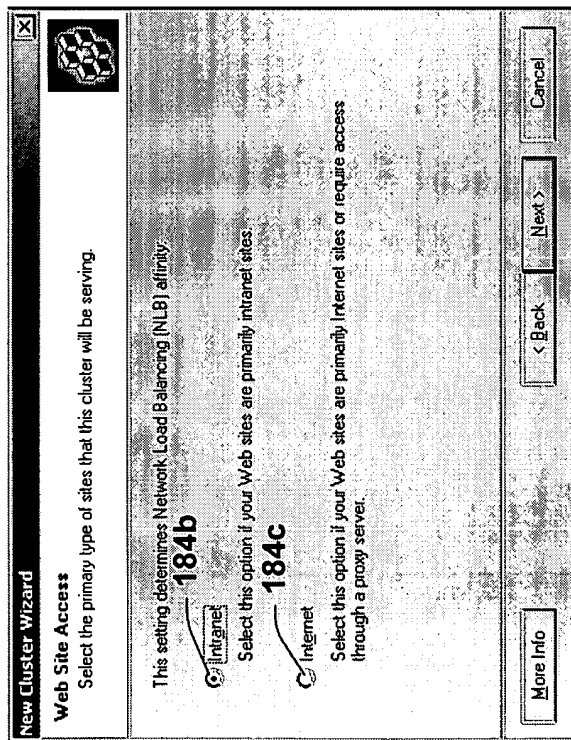 New Cluster Wizard
Web Site Access
Select the primary type of sites that this cluster will be serving.
This setting determines Network Load Balancing (NLB) affinity.
184b
Intranet
Select this option if your Web sites are primarily intranet sites.
184c
Internet
Select this option if your Web sites are primarily Internet sites or require access
through a proxy server.
More Info
< Back
Next >
Cancel